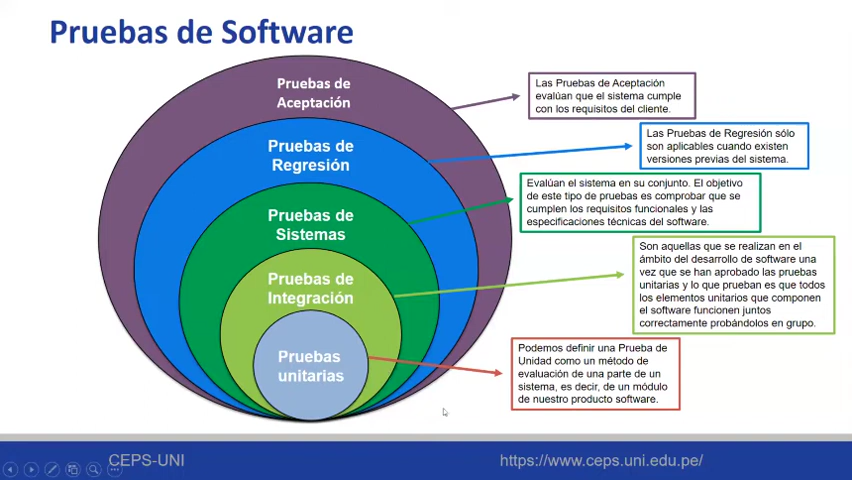 Pruebas de Software
Pruebas de
Aceptación
Pruebas de
Regresión
Pruebas de
Sistemas
Pruebas de
Integración
Pruebas
unitarias
Las Pruebas de Aceptación
evalúan que el sistema cumple
con los requisitos del cliente.
Las Pruebas de Regresión sólo
son aplicables cuando existen
versiones previas del sistema.
Evalúan el sistema en su conjunto. El objetivo
de este tipo de pruebas es comprobar que se
cumplen los requisitos funcionales y las
especificaciones técnicas del software.
Son aquellas que se realizan en el
ámbito del desarrollo de software una
vez que se han aprobado las pruebas
unitarias y lo que prueban es que todos
los elementos unitarios que componen
el software funcionen juntos
correctamente probándolos en grupo.
Podemos definir una Prueba de
Unidad como un método de
evaluación de una parte de un
sistema, es decir, de un módulo
de nuestro producto software.
CEPS-UNI
https://www.ceps.uni.edu.pe/